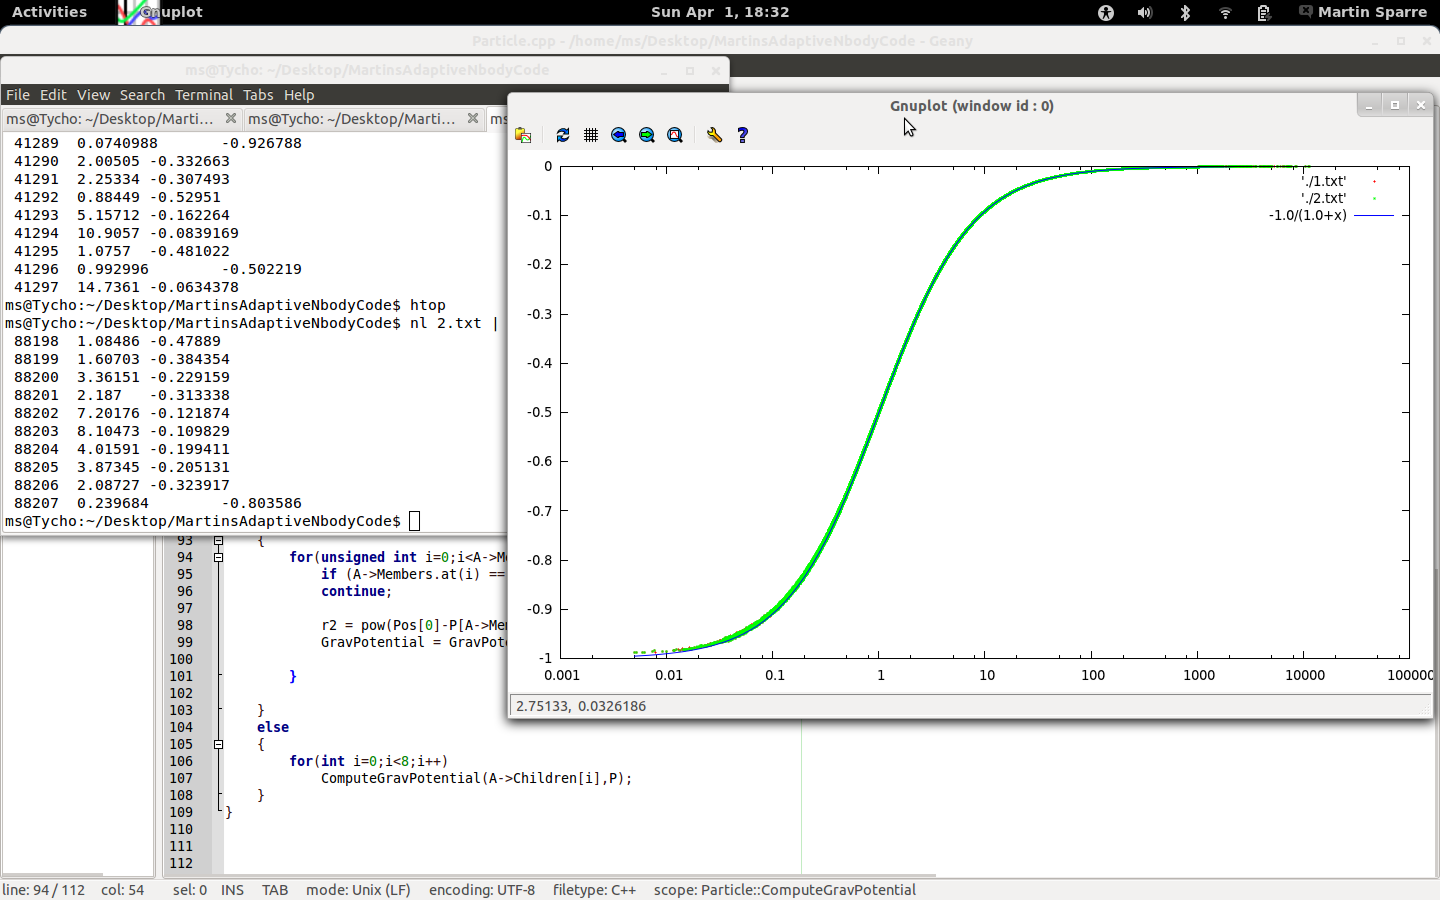 Activities Gnuplot Sun Apr 1, 18:32 Martin Sparre
Particle.cpp - /home/ms/Desktop/MartinsAdaptiveNbodyCode - Geany
ms@Tycho: ~/Desktop/MartinsAdaptiveNbodyCode
File Edit View Search Terminal Tabs Help
ms@Tycho: ~/Desktop/Marti... ms@Tycho: ~/Desktop/Marti... ms
41289 0.0740988 -0.926788
41290 2.00505 -0.332663
41291 2.25334 -0.307493
41292 0.88449 -0.52951
41293 5.15712 -0.162264
41294 10.9057 -0.0839169
41295 1.0757 -0.481022
41296 0.992996 -0.502219
41297 14.7361 -0.0634378
ms@Tycho:~/Desktop/MartinsAdaptiveNbodyCode$ htop
ms@Tycho:~/Desktop/MartinsAdaptiveNbodyCode$ nl 2.txt |
88198 1.08486 -0.47889
88199 1.60703 -0.384354
88200 3.36151 -0.229159
88201 2.187 -0.313338
88202 7.20176 -0.121874
88203 8.10473 -0.109829
88204 4.01591 -0.199411
88205 3.87345 -0.205131
88206 2.08727 -0.323917
88207 0.239684 -0.803586
ms@Tycho:~/Desktop/MartinsAdaptiveNbodyCode$
Gnuplot (window id : 0)
0
-0.1
-0.2
-0.3
-0.4
-0.5
-0.6
-0.7
-0.8
-0.9
-1
0.001 0.01 0.1 1 10 100 1000 10000 100000
'./1.txt'
'./2.txt'
-1.0/(1.0+x)
2.75133, 0.0326186
93 {
94 for(unsigned int i=0;i<A->Me
95 if (A->Members.at(i) ==
96 continue;
97
98 r2 = pow(Pos[0]-P[A->Mem
99 GravPotential = GravPote
100
101 }
102
103 }
104 else
105 {
106 for(int i=0;i<8;i++)
107 ComputeGravPotential(A->Children[i],P);
108 }
109 }
110
111
112
line: 94 / 112 col: 54 sel: 0 INS TAB mode: Unix (LF) encoding: UTF-8 filetype: C++ scope: Particle::ComputeGravPotential